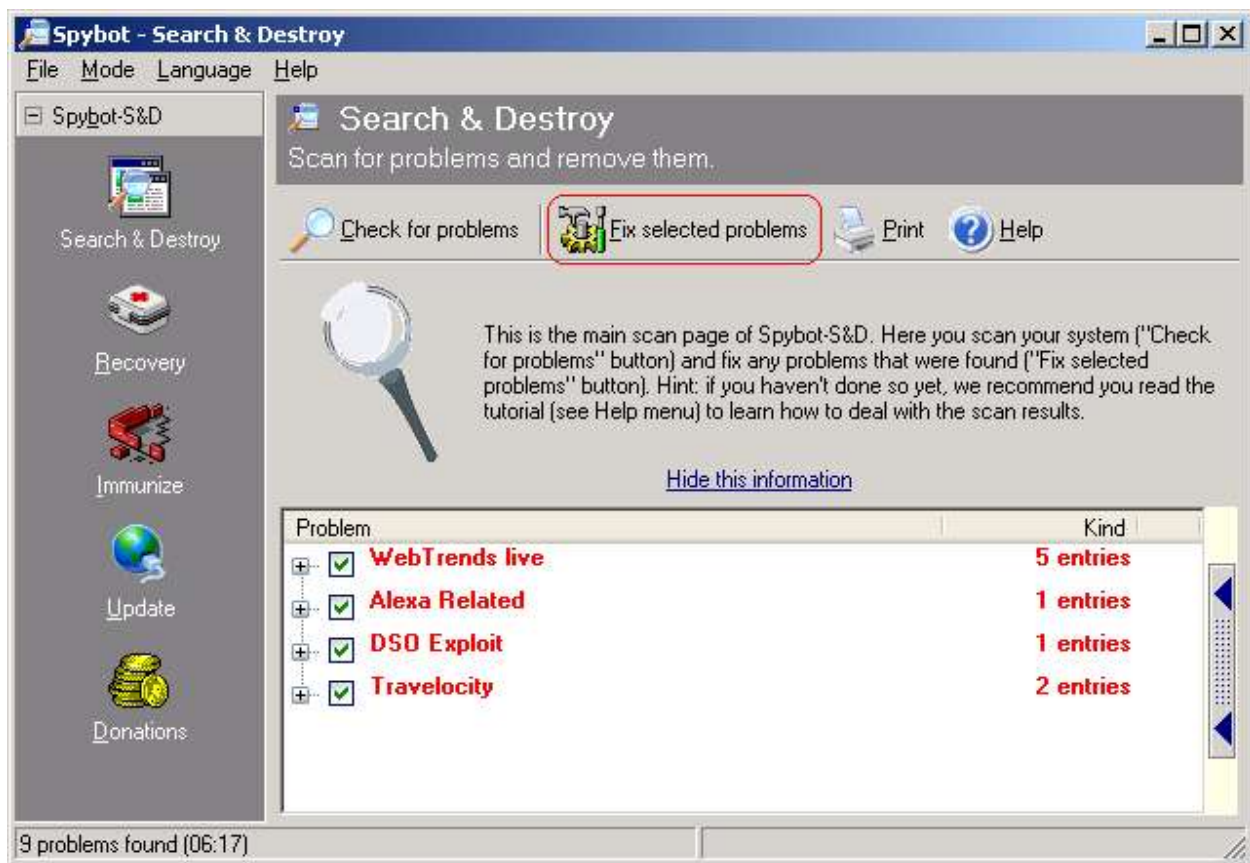 Spybot - Search & Destroy
File Mode Language Help
Spybot-S&D
Search & Destroy
Recovery
Immunize
Update
Donations
Search & Destroy
Scan for problems and remove them.
Check for problems Fix selected problems Print Help
This is the main scan page of Spybot-S&D. Here you scan your system ("Check
for problems" button) and fix any problems that were found ("Fix selected
problems" button). Hint: if you haven't done so yet, we recommend you read the
tutorial (see Help menu) to learn how to deal with the scan results.
Hide this information
Problem Kind
WebTrends live 5 entries
Alexa Related 1 entries
DSO Exploit 1 entries
Travelocity 2 entries
9 problems found (06:17)